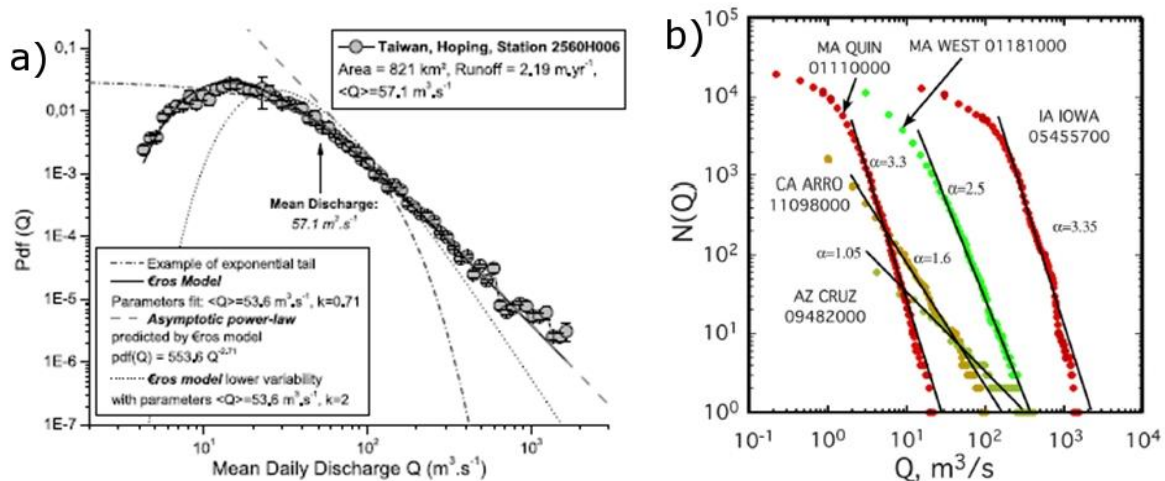 a)
0,1
0,01
1E-3
1E-4
1E-5
1E-6
1E-7
Pdf (Q)
Taiwan, Hoping, Station 2560H006
Area = 821 km², Runoff = 2.19 m.yr⁻¹,
<Q>=57.1 m³.s⁻¹
Mean Discharge:
57.1 m³.s⁻¹
Example of exponential tail
€ros Model
Parameters fit: <Q>=53.6 m³.s⁻¹, k=0.71
Asymptotic power-law
predicted by €ros model
pdf(Q) = 553.6 Q⁻²·⁷¹
€ros model lower variability
with parameters <Q>=53.6 m³.s⁻¹, k=2
10¹ 10² 10³
Mean Daily Discharge Q (m³.s⁻¹)
b)
10⁵
10⁴
10³
10²
10¹
10⁰
N(Q)
MA QUIN
01110000
MA WEST 01181000
IA IOWA
05455700
α=3.3
α=2.5
CA ARRO
11098000
α=3.35
α=1.05
α=1.6
AZ CRUZ
09482000
10⁻¹ 10⁰ 10¹ 10² 10³ 10⁴
Q, m³/s